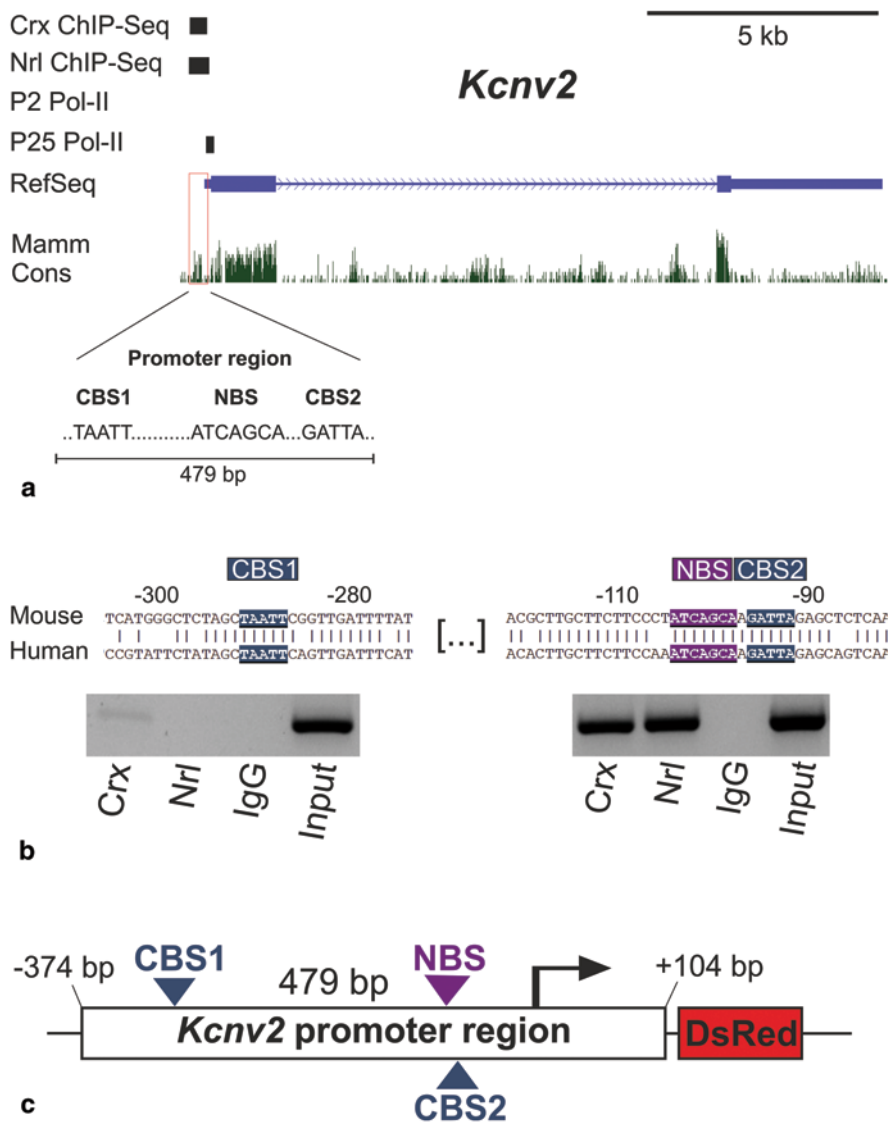 Crx ChIP-Seq
5 kb
Nrl ChIP-Seq
Kcnv2
P2 Pol-II
P25 Pol-II
RefSeq
Mamm
Cons
Promoter region
CBS1 NBS CBS2
..TAATT...........ATCAGCA...GATTA..
479 bp
a
CBS1 NBS CBS2
-300 -280 -110 -90
Mouse TCATGGGCTCTAGCTAATTCGGTTGATTTTAT [...] ACGCTTGCTTCTTCCCTATCAGCAAGATTAGAGCTCTCAA
Human CCGTATTCTATAGCTAATTCAGTTGATTTCAT ACACTTGCTTCTTCCAAATCAGCAAGATTAGAGCAGTCAA
Crx Nrl IgG Input Crx Nrl IgG Input
b
-374 bp CBS1 479 bp NBS +104 bp
Kcnv2 promoter region DsRed
CBS2
c